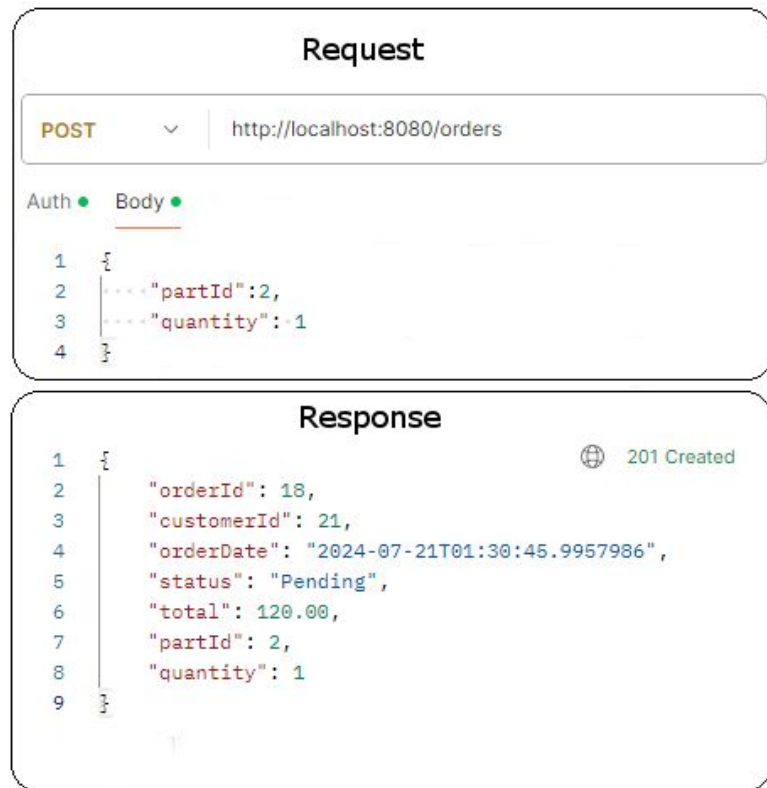 Request
POST http://localhost:8080/orders
Auth Body
1 {
2 "partId":2,
3 "quantity": 1
4 }
Response
201 Created
1 {
2 "orderId": 18,
3 "customerId": 21,
4 "orderDate": "2024-07-21T01:30:45.9957986",
5 "status": "Pending",
6 "total": 120.00,
7 "partId": 2,
8 "quantity": 1
9 }